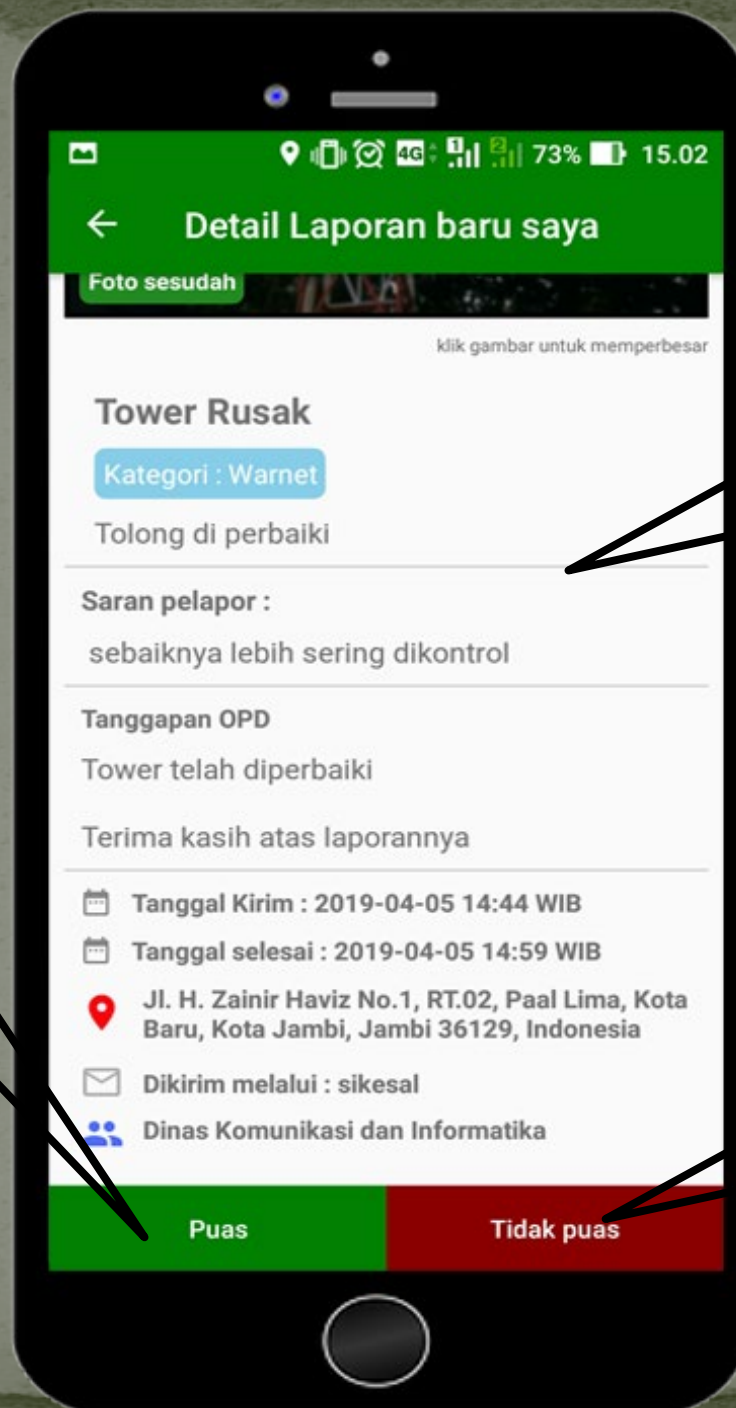 4G 1 2 73% 15.02
Detail Laporan baru saya
Foto sesudah
klik gambar untuk memperbesar
Tower Rusak
Kategori : Warnet
Tolong di perbaiki
Saran pelapor :
sebaiknya lebih sering dikontrol
Tanggapan OPD
Tower telah diperbaiki
Terima kasih atas laporannya
Tanggal Kirim : 2019-04-05 14:44 WIB
Tanggal selesai : 2019-04-05 14:59 WIB
Jl. H. Zainir Haviz No.1, RT.02, Paal Lima, Kota
Baru, Kota Jambi, Jambi 36129, Indonesia
Dikirim melalui : sikesal
Dinas Komunikasi dan Informatika
Puas
Tidak puas